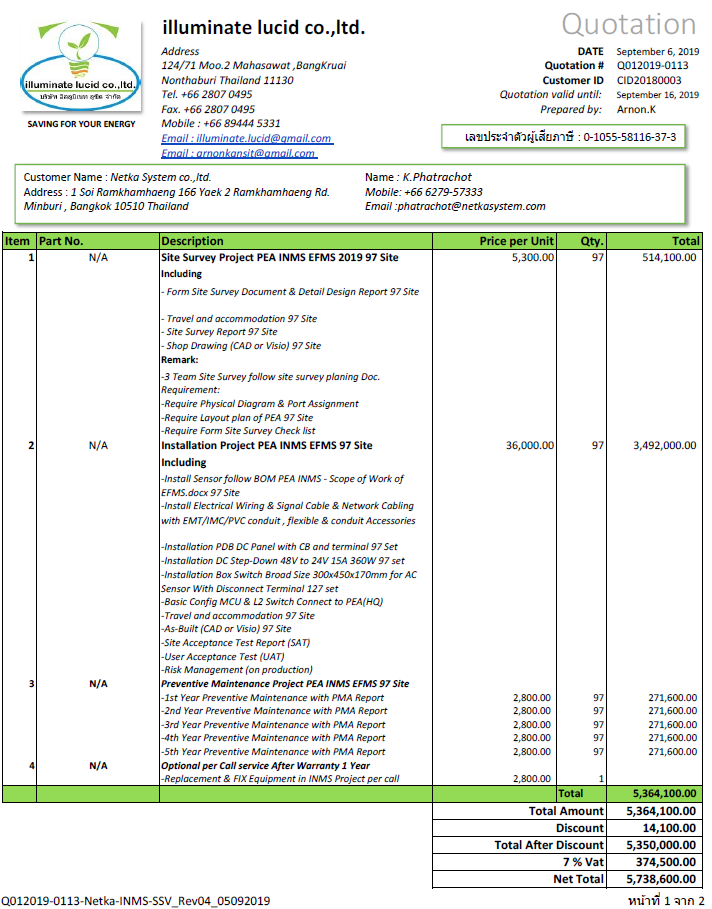 illuminate lucid co.,ltd.
บริษัท อิลลูมิเนท ลูซิด จำกัด
SAVING FOR YOUR ENERGY
illuminate lucid co.,ltd.
Address
124/71 Moo.2 Mahasawat ,BangKruai
Nonthaburi Thailand 11130
Tel. +66 2807 0495
Fax. +66 2807 0495
Mobile : +66 89444 5331
Email : illuminate.lucid@gmail.com
Email : arnonkansit@gmail.com
Quotation
DATE September 6, 2019
Quotation # Q012019-0113
Customer ID CID20180003
Quotation valid until: September 16, 2019
Prepared by: Arnon.K
เลขประจำตัวผู้เสียภาษี : 0-1055-58116-37-3
Customer Name : Netka System co.,ltd.
Address : 1 Soi Ramkhamhaeng 166 Yaek 2 Ramkhamhaeng Rd.
Minburi , Bangkok 10510 Thailand
Name : K.Phatrachot
Mobile: +66 6279-57333
Email :phatrachot@netkasystem.com
Item Part No. Description Price per Unit Qty. Total
1 N/A Site Survey Project PEA INMS EFMS 2019 97 Site 5,300.00 97 514,100.00
Including
- Form Site Survey Document & Detail Design Report 97 Site
- Travel and accommodation 97 Site
- Site Survey Report 97 Site
- Shop Drawing (CAD or Visio) 97 Site
Remark:
-3 Team Site Survey follow site survey planing Doc.
Requirement:
-Require Physical Diagram & Port Assignment
-Require Layout plan of PEA 97 Site
-Require Form Site Survey Check list
2 N/A Installation Project PEA INMS EFMS 97 Site 36,000.00 97 3,492,000.00
Including
-Install Sensor follow BOM PEA INMS - Scope of Work of
EFMS.docx 97 Site
-Install Electrical Wiring & Signal Cable & Network Cabling
with EMT/IMC/PVC conduit , flexible & conduit Accessories
-Installation PDB DC Panel with CB and terminal 97 Set
-Installation DC Step-Down 48V to 24V 15A 360W 97 set
-Installation Box Switch Broad Size 300x450x170mm for AC
Sensor With Disconnect Terminal 127 set
-Basic Config MCU & L2 Switch Connect to PEA(HQ)
-Travel and accommodation 97 Site
-As-Built (CAD or Visio) 97 Site
-Site Acceptance Test Report (SAT)
-User Acceptance Test (UAT)
-Risk Management (on production)
3 N/A Preventive Maintenance Project PEA INMS EFMS 97 Site
-1st Year Preventive Maintenance with PMA Report 2,800.00 97 271,600.00
-2nd Year Preventive Maintenance with PMA Report 2,800.00 97 271,600.00
-3rd Year Preventive Maintenance with PMA Report 2,800.00 97 271,600.00
-4th Year Preventive Maintenance with PMA Report 2,800.00 97 271,600.00
-5th Year Preventive Maintenance with PMA Report 2,800.00 97 271,600.00
4 N/A Optional per Call service After Warranty 1 Year
-Replacement & FIX Equipment in INMS Project per call 2,800.00 1
Total 5,364,100.00
Total Amount 5,364,100.00
Discount 14,100.00
Total After Discount 5,350,000.00
7 % Vat 374,500.00
Net Total 5,738,600.00
Q012019-0113-Netka-INMS-SSV_Rev04_05092019
หน้าที่ 1 จาก 2